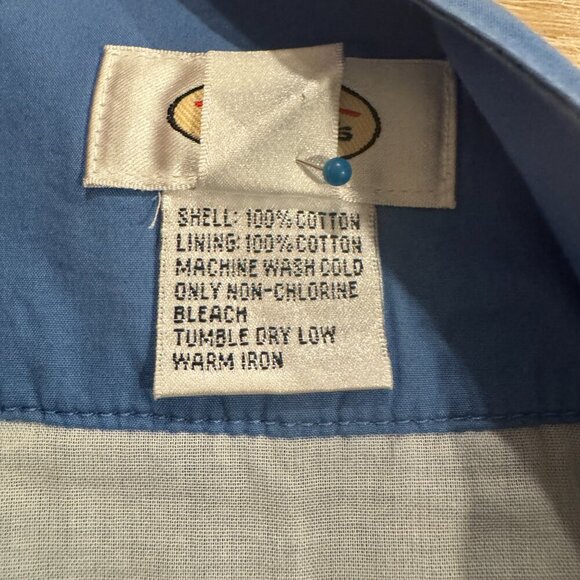 SHELL: 100% COTTON
LINING: 100% COTTON
MACHINE WASH COLD
ONLY NON-CHLORINE
BLEACH
TUMBLE DRY LOW
WARM IRON